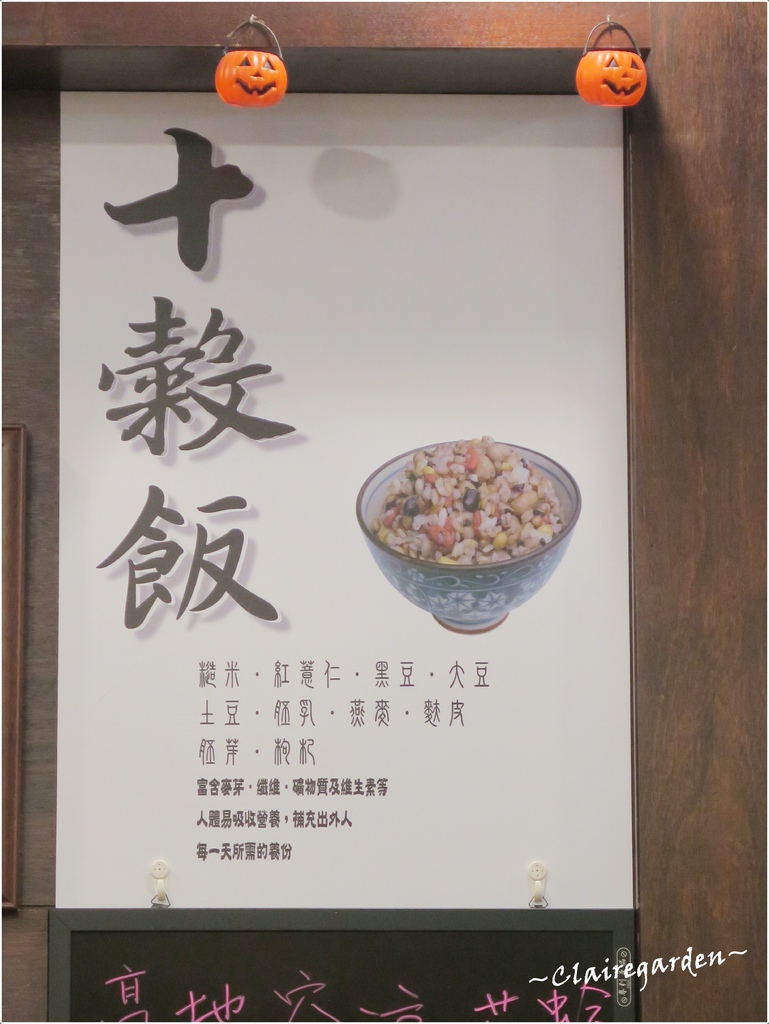 十穀飯
糙米．紅薏仁．黑豆．大豆
土豆．胚乳．燕麥．麩皮
胚芽．枸杞
富含麥芽．纖維．礦物質及維生素等
人體易吸收營養，補充出外人
每一天所需的養份
高地穴
~Clairegarden~